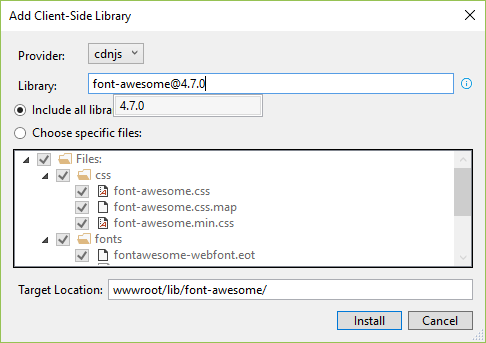 Add Client-Side Library
Provider: cdnjs
Library: font-awesome@4.7.0
Include all libra
4.7.0
Choose specific files:
Files:
css
font-awesome.css
font-awesome.css.map
font-awesome.min.css
fonts
fontawesome-webfont.eot
Target Location: wwwroot/lib/font-awesome/
Install Cancel